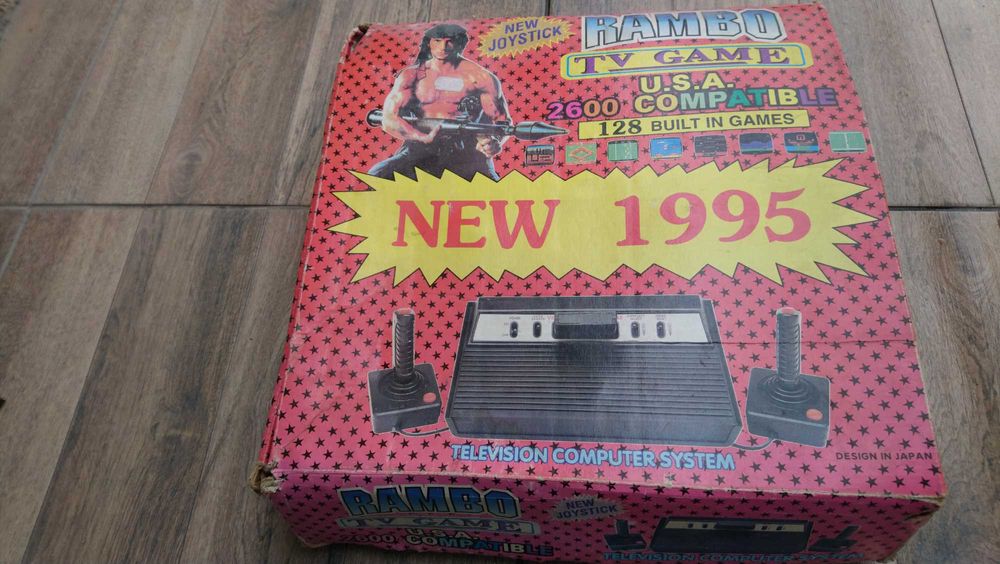 NEW
JOYSTICK
RAMBO
TV GAME
U.S.A.
2600 COMPATIBLE
128 BUILT IN GAMES
NEW 1995
TELEVISION COMPUTER SYSTEM
DESIGN IN JAPAN
RAMBO
TV GAME
U.S.A.
2600 COMPATIBLE
NEW
JOYSTICK
TELEVISION COMPUTER SYSTEM